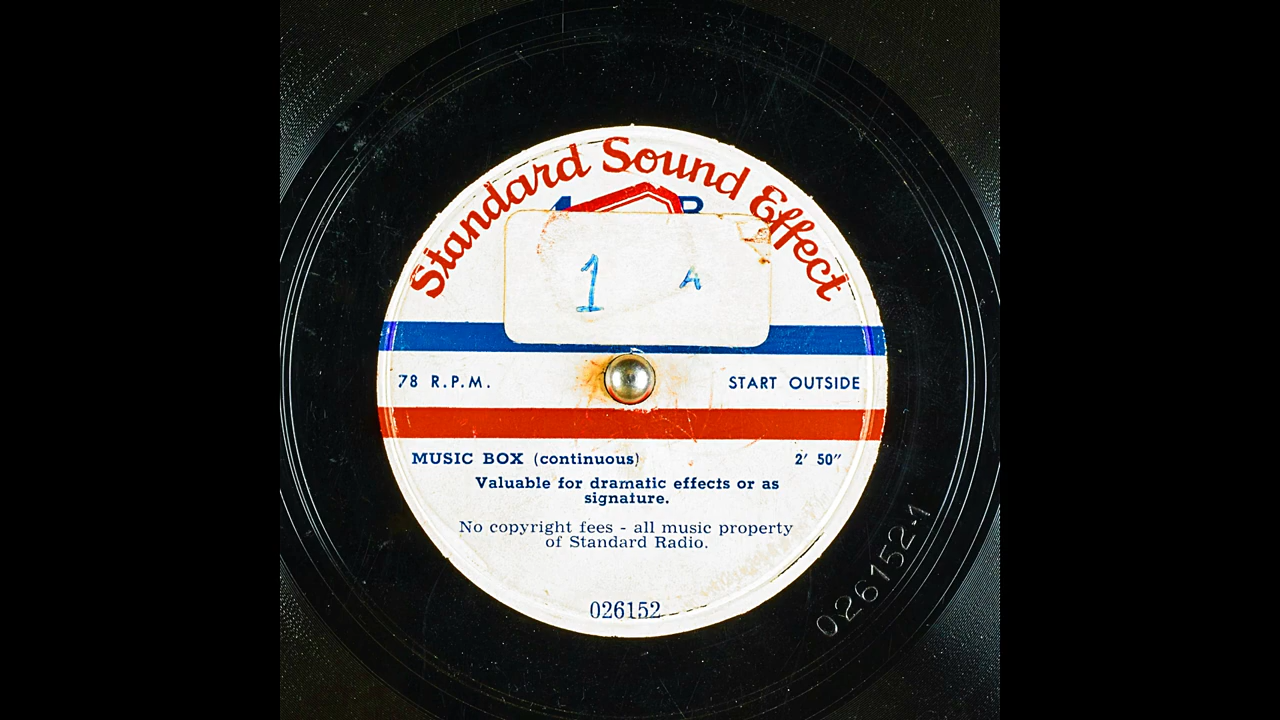 Standard Sound Effect
1 A
78 R.P.M. START OUTSIDE
MUSIC BOX (continuous) 2′ 50″
Valuable for dramatic effects or as
signature.
No copyright fees - all music property
of Standard Radio.
026152
026152-1